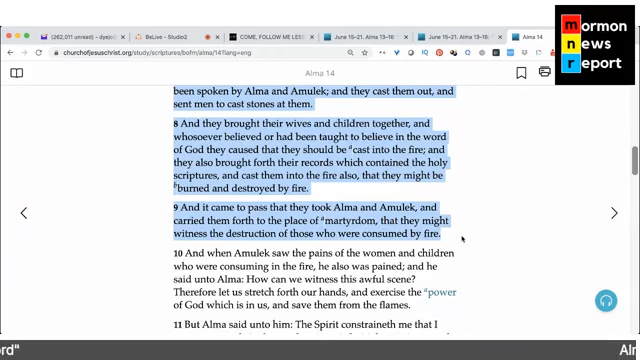 (262,011 unread) - dye
BeLive - Studio2
COME, FOLLOW ME LESS
June 15–21. Alma 13–16
June 15–21. Alma 13–16
Alma 14
churchofjesuschrist.org/study/scriptures/bofm/alma/14?lang=eng
mormon
news
report
m
n
r
Alma 14
been spoken by Alma and Amulek; and they cast them out, and
sent men to cast stones at them.
8 And they brought their wives and children together, and
whosoever believed or had been taught to believe in the word
of God they caused that they should be a cast into the fire; and
they also brought forth their records which contained the holy
scriptures, and cast them into the fire also, that they might be
b burned and destroyed by fire.
9 And it came to pass that they took Alma and Amulek, and
carried them forth to the place of a martyrdom, that they might
witness the destruction of those who were consumed by fire.
10 And when Amulek saw the pains of the women and children
who were consuming in the fire, he also was pained; and he
said unto Alma: How can we witness this awful scene?
Therefore let us stretch forth our hands, and exercise the a power
of God which is in us, and save them from the flames.
11 But Alma said unto him: The Spirit constraineth me that I
ord"
Alm